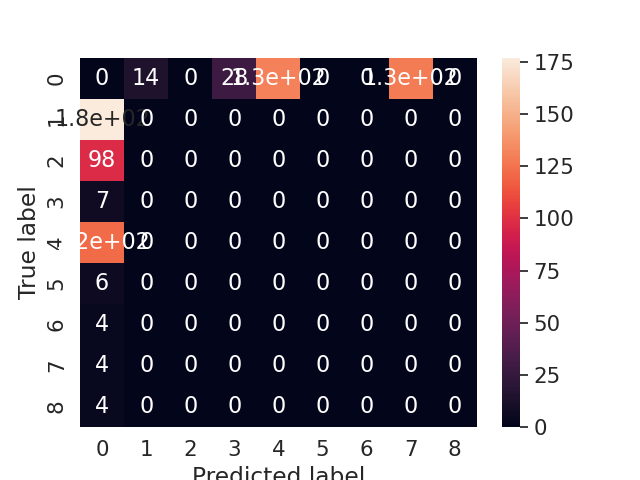 0 0 14 0 28 1.3e+02 0 0 1.3e+02 0
1 1.8e+02 0 0 0 0 0 0 0 0
2 98 0 0 0 0 0 0 0 0
3 7 0 0 0 0 0 0 0 0
4 2e+02 0 0 0 0 0 0 0 0
5 6 0 0 0 0 0 0 0 0
6 4 0 0 0 0 0 0 0 0
7 4 0 0 0 0 0 0 0 0
8 4 0 0 0 0 0 0 0 0
0 1 2 3 4 5 6 7 8
True label
Predicted label
175
150
125
100
75
50
25
0